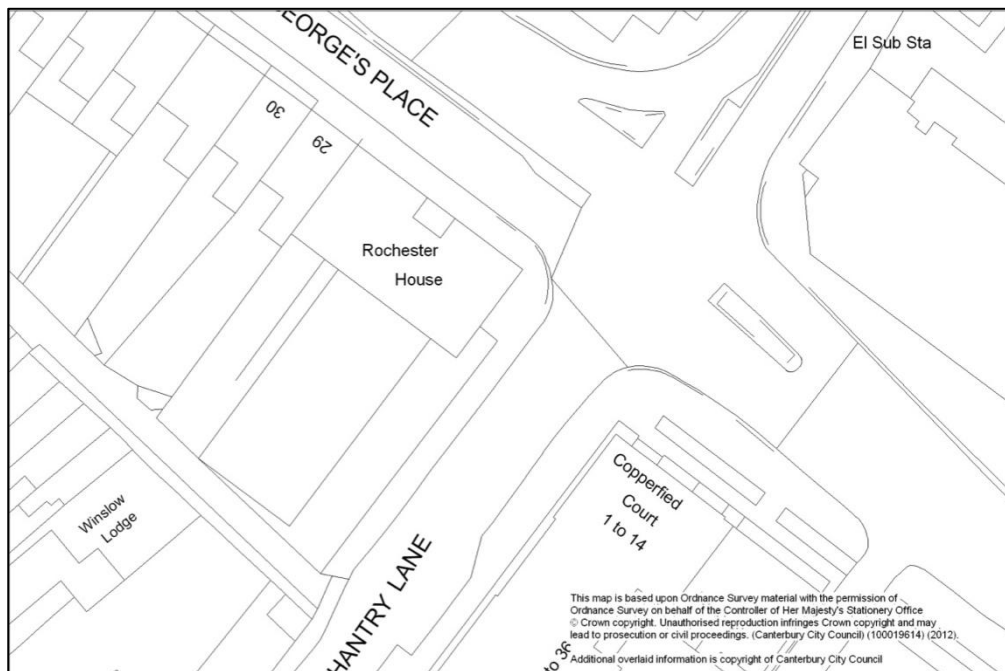 EORGE'S PLACE
El Sub Sta
30
29
Rochester
House
Winslow
Lodge
Copperfied
Court
1 to 14
HANTRY LANE
to 36
This map is based upon Ordnance Survey material with the permission of
Ordnance Survey on behalf of the Controller of Her Majesty's Stationery Office
© Crown copyright. Unauthorised reproduction infringes Crown copyright and may
lead to prosecution or civil proceedings. (Canterbury City Council) (100019614) (2012).
Additional overlaid information is copyright of Canterbury City Council